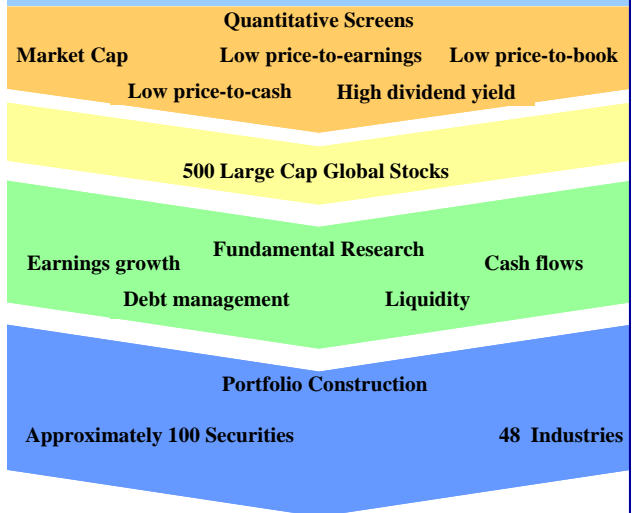 Quantitative Screens
Market Cap Low price-to-earnings Low price-to-book
Low price-to-cash High dividend yield
500 Large Cap Global Stocks
Fundamental Research
Earnings growth Cash flows
Debt management Liquidity
Portfolio Construction
Approximately 100 Securities 48 Industries